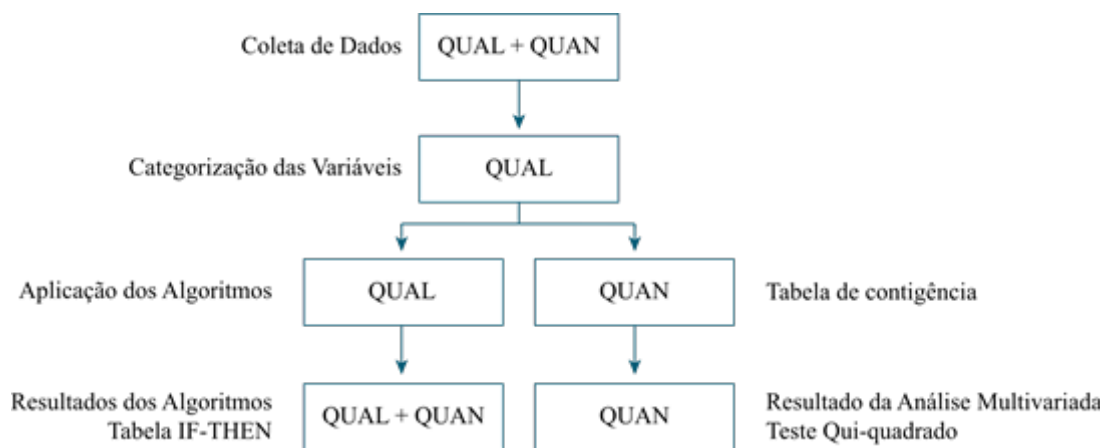 Coleta de Dados
QUAL + QUAN
Categorização das Variáveis
QUAL
Aplicação dos Algoritmos
QUAL
QUAN
Tabela de contigência
Resultados dos Algoritmos
Tabela IF-THEN
QUAL + QUAN
QUAN
Resultado da Análise Multivariada
Teste Qui-quadrado